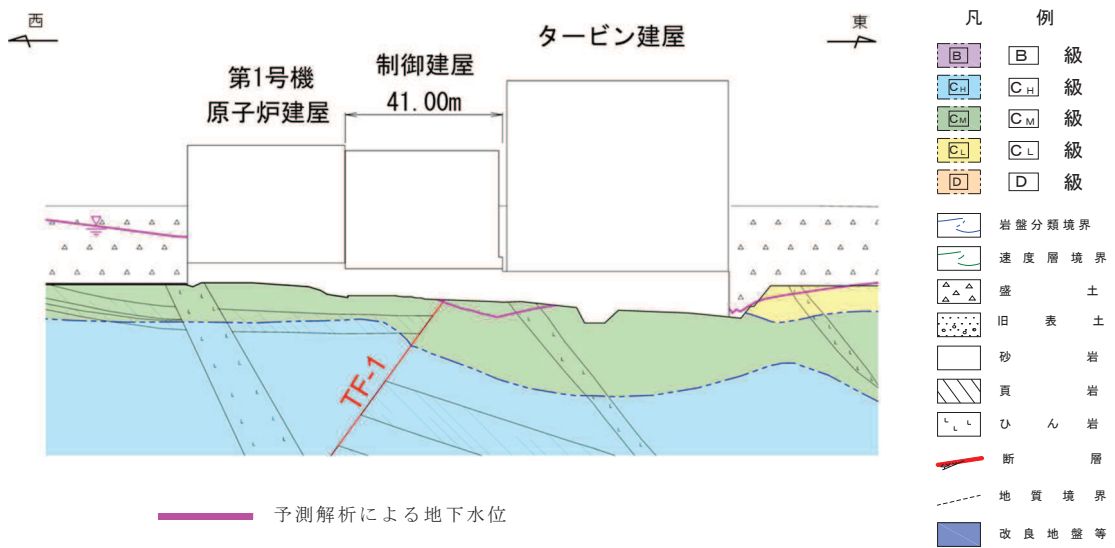 西
東
タービン建屋
制御建屋
41.00m
第1号機
原子炉建屋
TF-1
予測解析による地下水位
凡 例
B B 級
CH CH 級
CM CM 級
CL CL 級
D D 級
岩盤分類境界
速度層境界
盛土
旧表土
砂岩
頁岩
ひん岩
断層
地質境界
改良地盤等